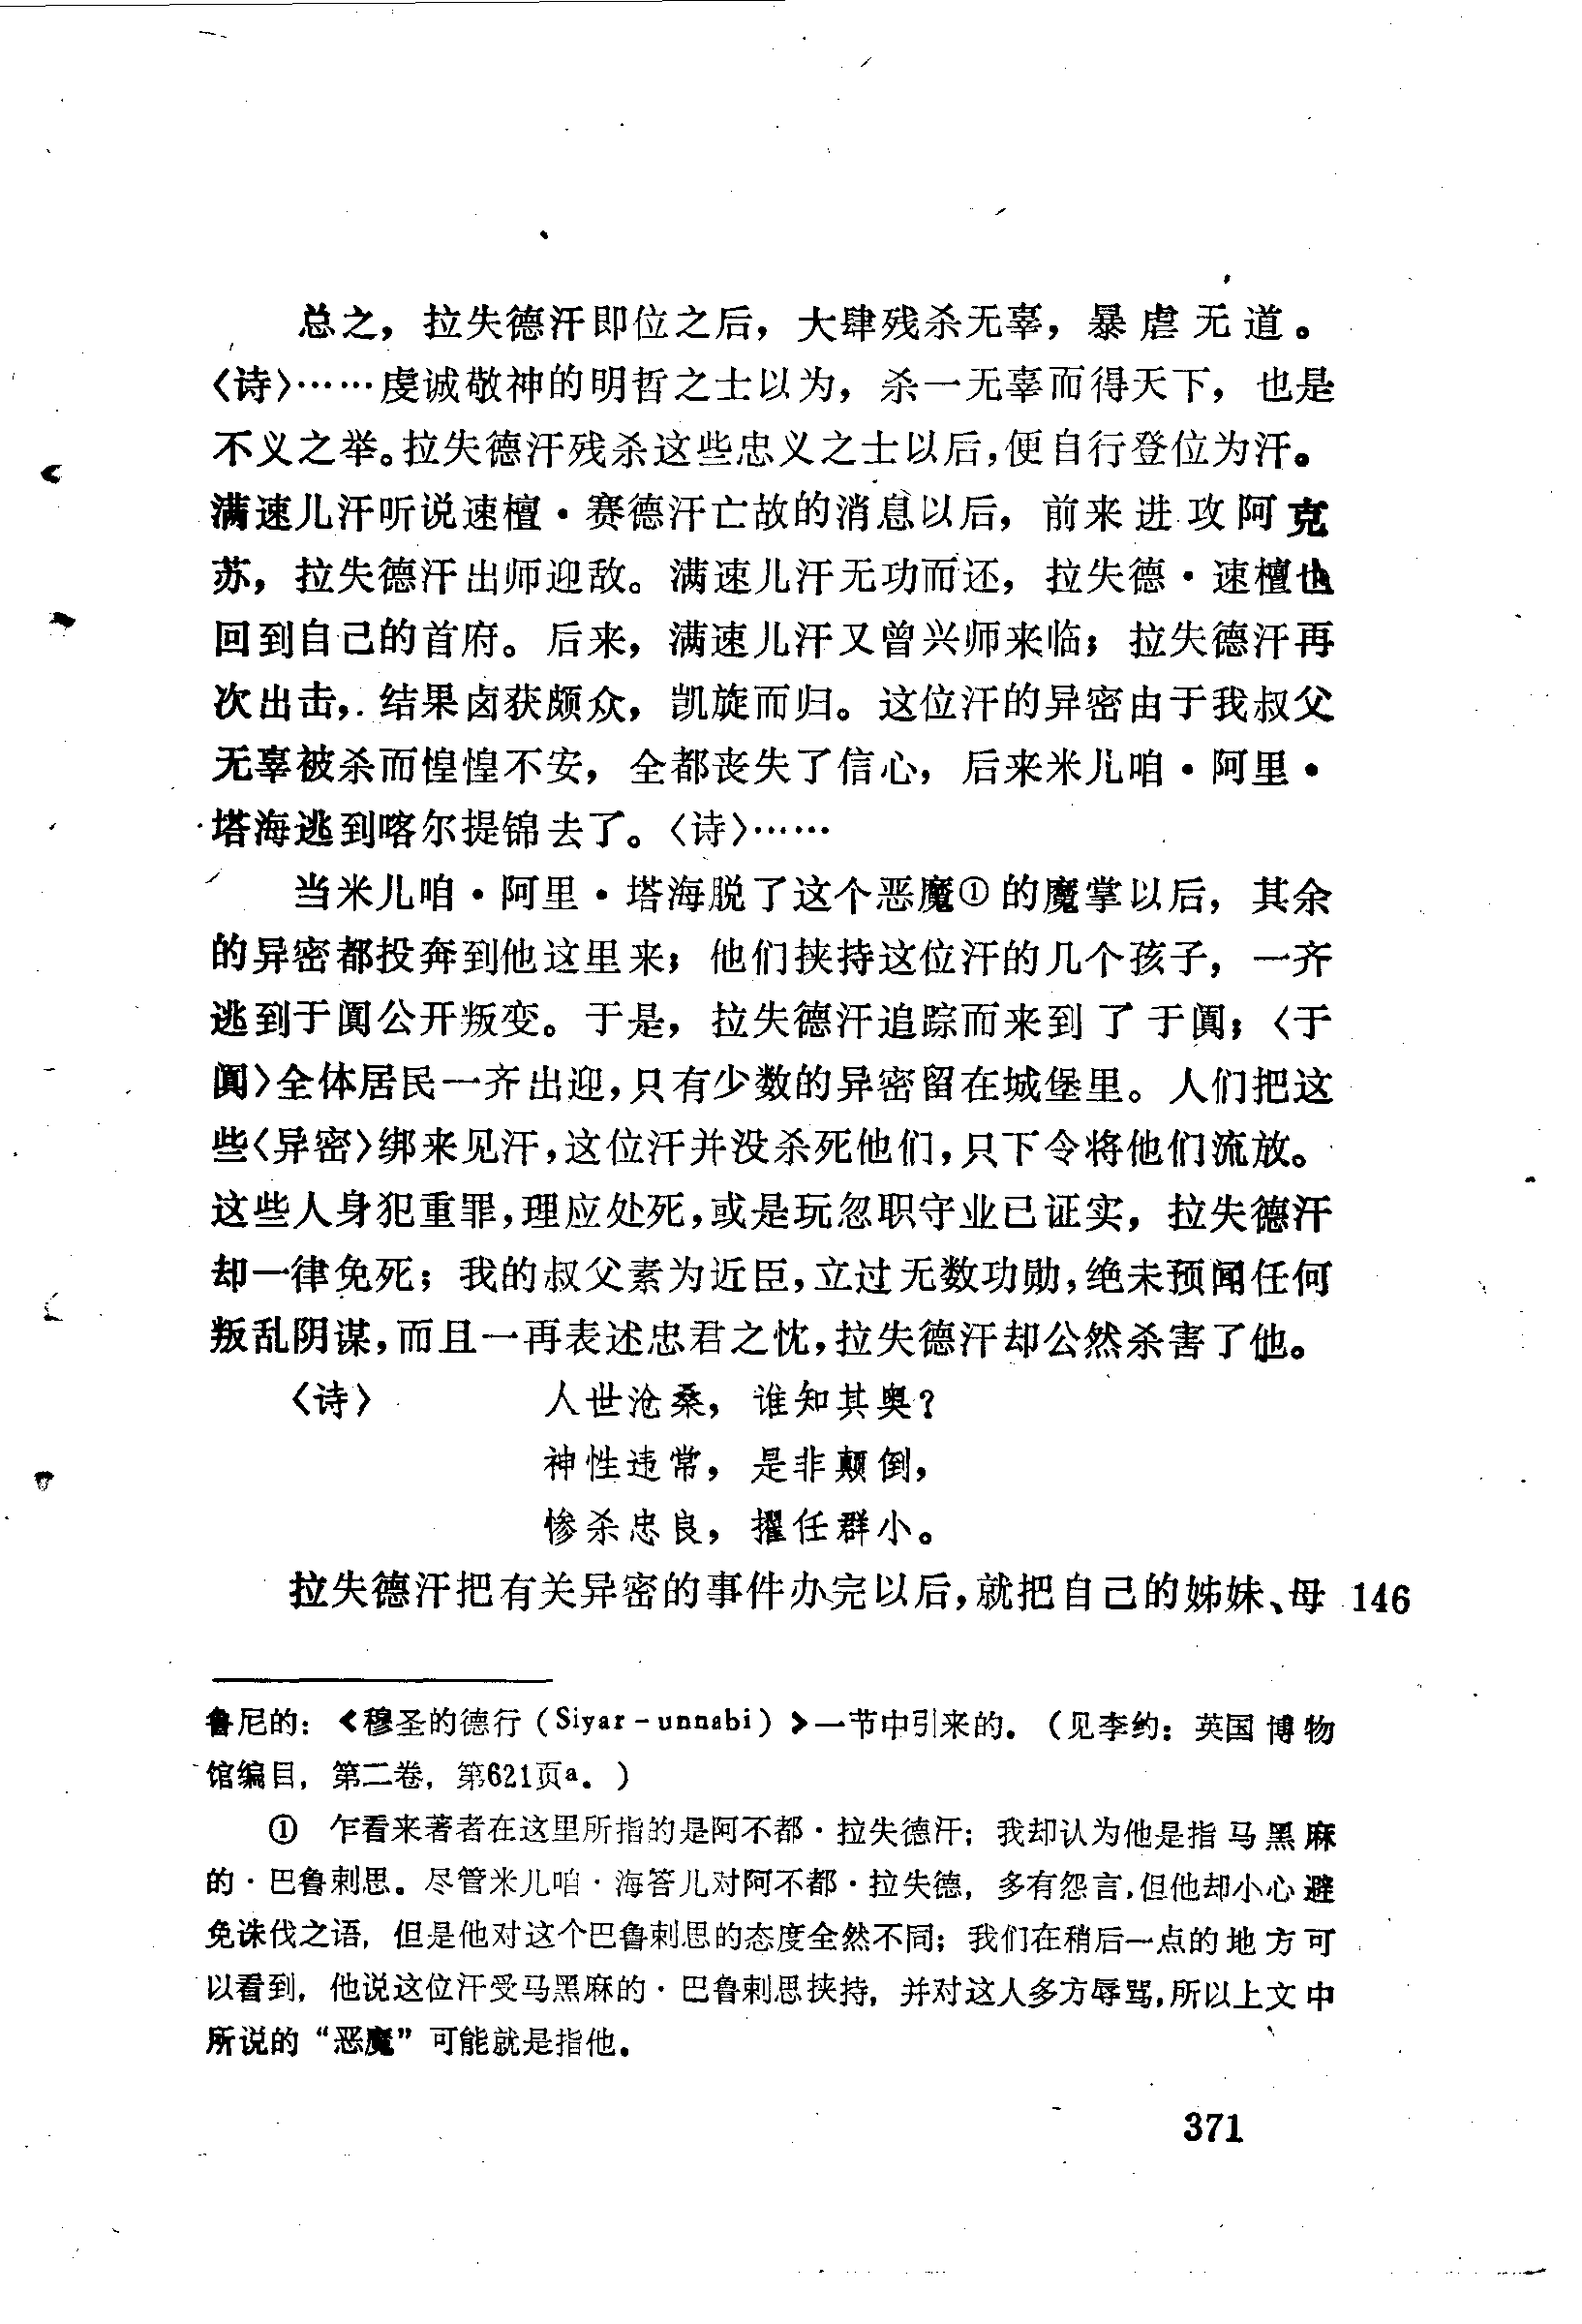 总之，拉失德汗即位之后，大肆残杀无辜，暴虐无道。
〈诗〉……虔诚敬神的明哲之士以为，杀一无辜而得天下，也是
不义之举。拉失德汗残杀这些忠义之士以后，便自行登位为汗。
满速儿汗听说速檀·赛德汗亡故的消息以后，前来进攻阿克
苏，拉失德汗出师迎敌。满速儿汗无功而还，拉失德·速檀也
回到自己的首府。后来，满速儿汗又曾兴师来临；拉失德汗再
次出击，结果卤获颇众，凯旋而归。这位汗的异密由于我叔父
无辜被杀而惶惶不安，全都丧失了信心，后来米儿咱·阿里·
塔海逃到喀尔提锦去了。〈诗〉……
当米儿咱·阿里·塔海脱了这个恶魔①的魔掌以后，其余
的异密都投奔到他这里来；他们挟持这位汗的几个孩子，一齐
逃到于阗公开叛变。于是，拉失德汗追踪而来到了于阗；〈于
阗〉全体居民一齐出迎，只有少数的异密留在城堡里。人们把这
些〈异密〉绑来见汗，这位汗并没杀死他们，只下令将他们流放。
这些人身犯重罪，理应处死，或是玩忽职守业已证实，拉失德汗
却一律免死；我的叔父素为近臣，立过无数功勋，绝未预闻任何
叛乱阴谋，而且一再表述忠君之忱，拉失德汗却公然杀害了他。
〈诗〉 人世沧桑，谁知其奥？
神性违常，是非颠倒，
惨杀忠良，擢任群小。
拉失德汗把有关异密的事件办完以后，就把自己的姊妹、母 146
鲁尼的：《穆圣的德行（Siyar－unnabi）》一节中引来的。（见李约：英国博物
馆编目，第二卷，第621页a。）
① 乍看来著者在这里所指的是阿不都·拉失德汗；我却认为他是指马黑麻
的·巴鲁剌思。尽管米儿咱·海答儿对阿不都·拉失德，多有怨言，但他却小心避
免诛伐之语，但是他对这个巴鲁剌思的态度全然不同；我们在稍后一点的地方可
以看到，他说这位汗受马黑麻的·巴鲁剌思挟持，并对这人多方辱骂，所以上文中
所说的“恶魔”可能就是指他。
371